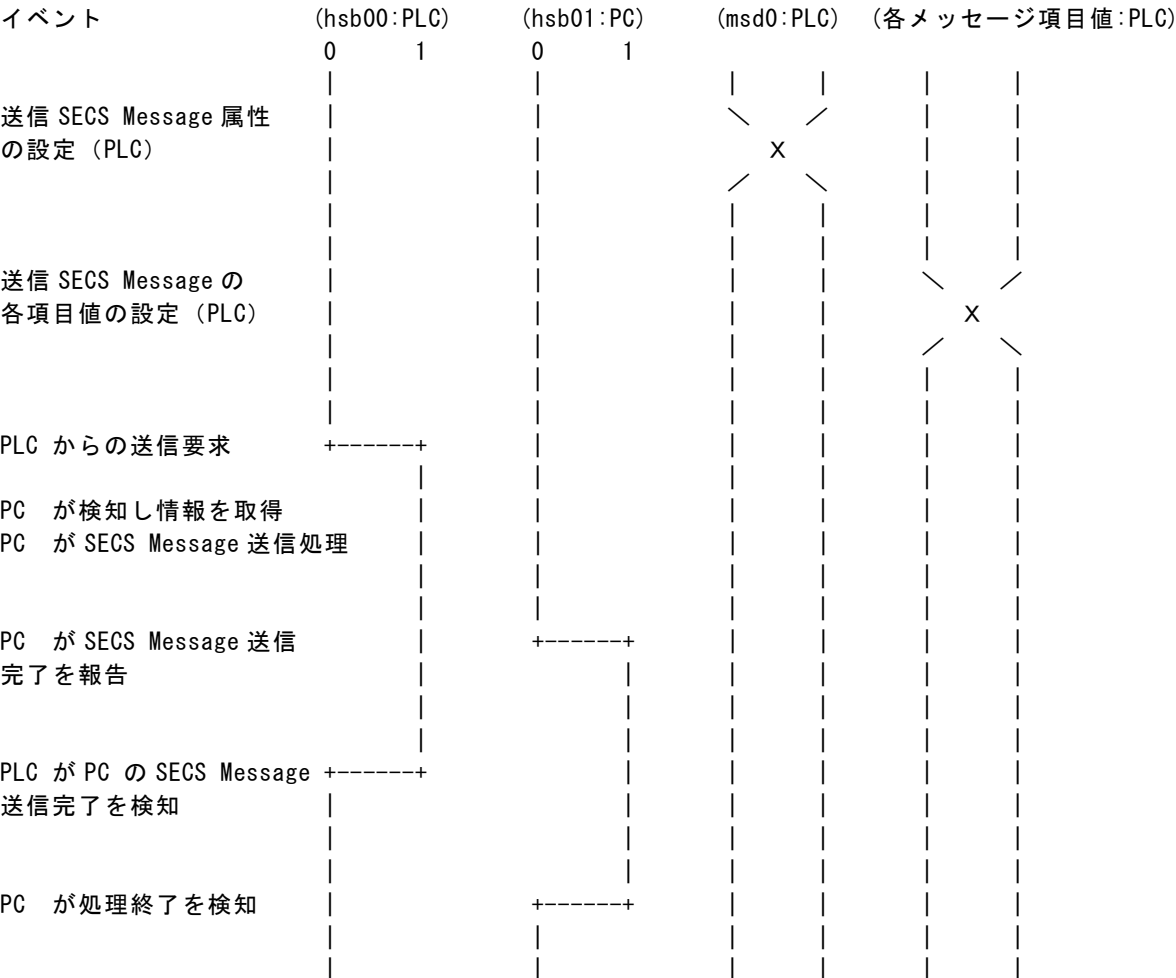 イベント (hsb00:PLC) (hsb01:PC) (msd0:PLC) (各メッセージ項目値:PLC)
0 1 0 1
送信 SECS Message 属性
の設定（PLC） X
送信 SECS Message の
各項目値の設定（PLC） X
PLC からの送信要求 +------+
PC が検知し情報を取得
PC が SECS Message 送信処理
PC が SECS Message 送信 +------+
完了を報告
PLC が PC の SECS Message +------+
送信完了を検知
PC が処理終了を検知 +------+